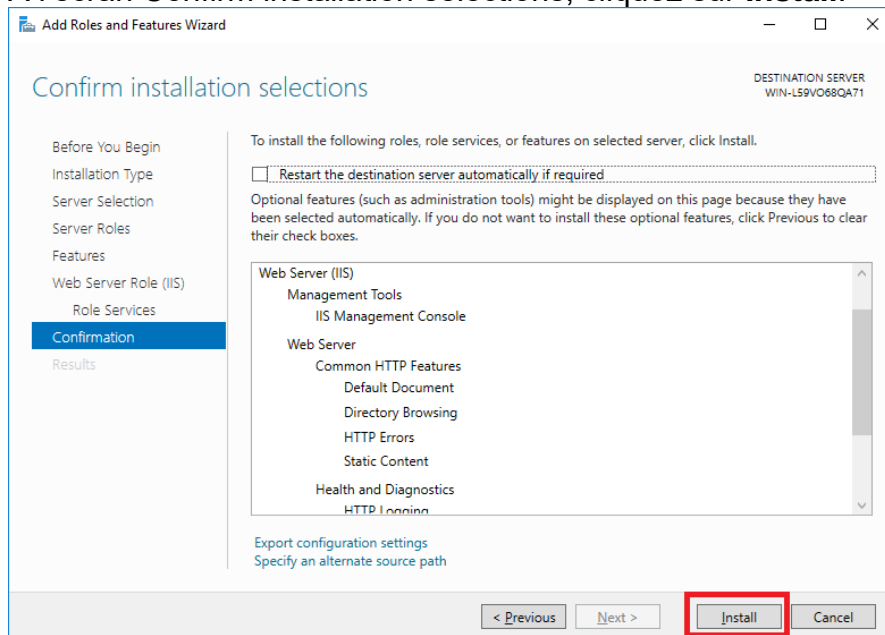 Add Roles and Features Wizard
Confirm installation selections
DESTINATION SERVER
WIN-L59VO68QA71
Before You Begin
Installation Type
Server Selection
Server Roles
Features
Web Server Role (IIS)
Role Services
Confirmation
Results
To install the following roles, role services, or features on selected server, click Install.
Restart the destination server automatically if required
Optional features (such as administration tools) might be displayed on this page because they have
been selected automatically. If you do not want to install these optional features, click Previous to clear
their check boxes.
Web Server (IIS)
Management Tools
IIS Management Console
Web Server
Common HTTP Features
Default Document
Directory Browsing
HTTP Errors
Static Content
Health and Diagnostics
HTTP Logging
Export configuration settings
Specify an alternate source path
< Previous
Next >
Install
Cancel